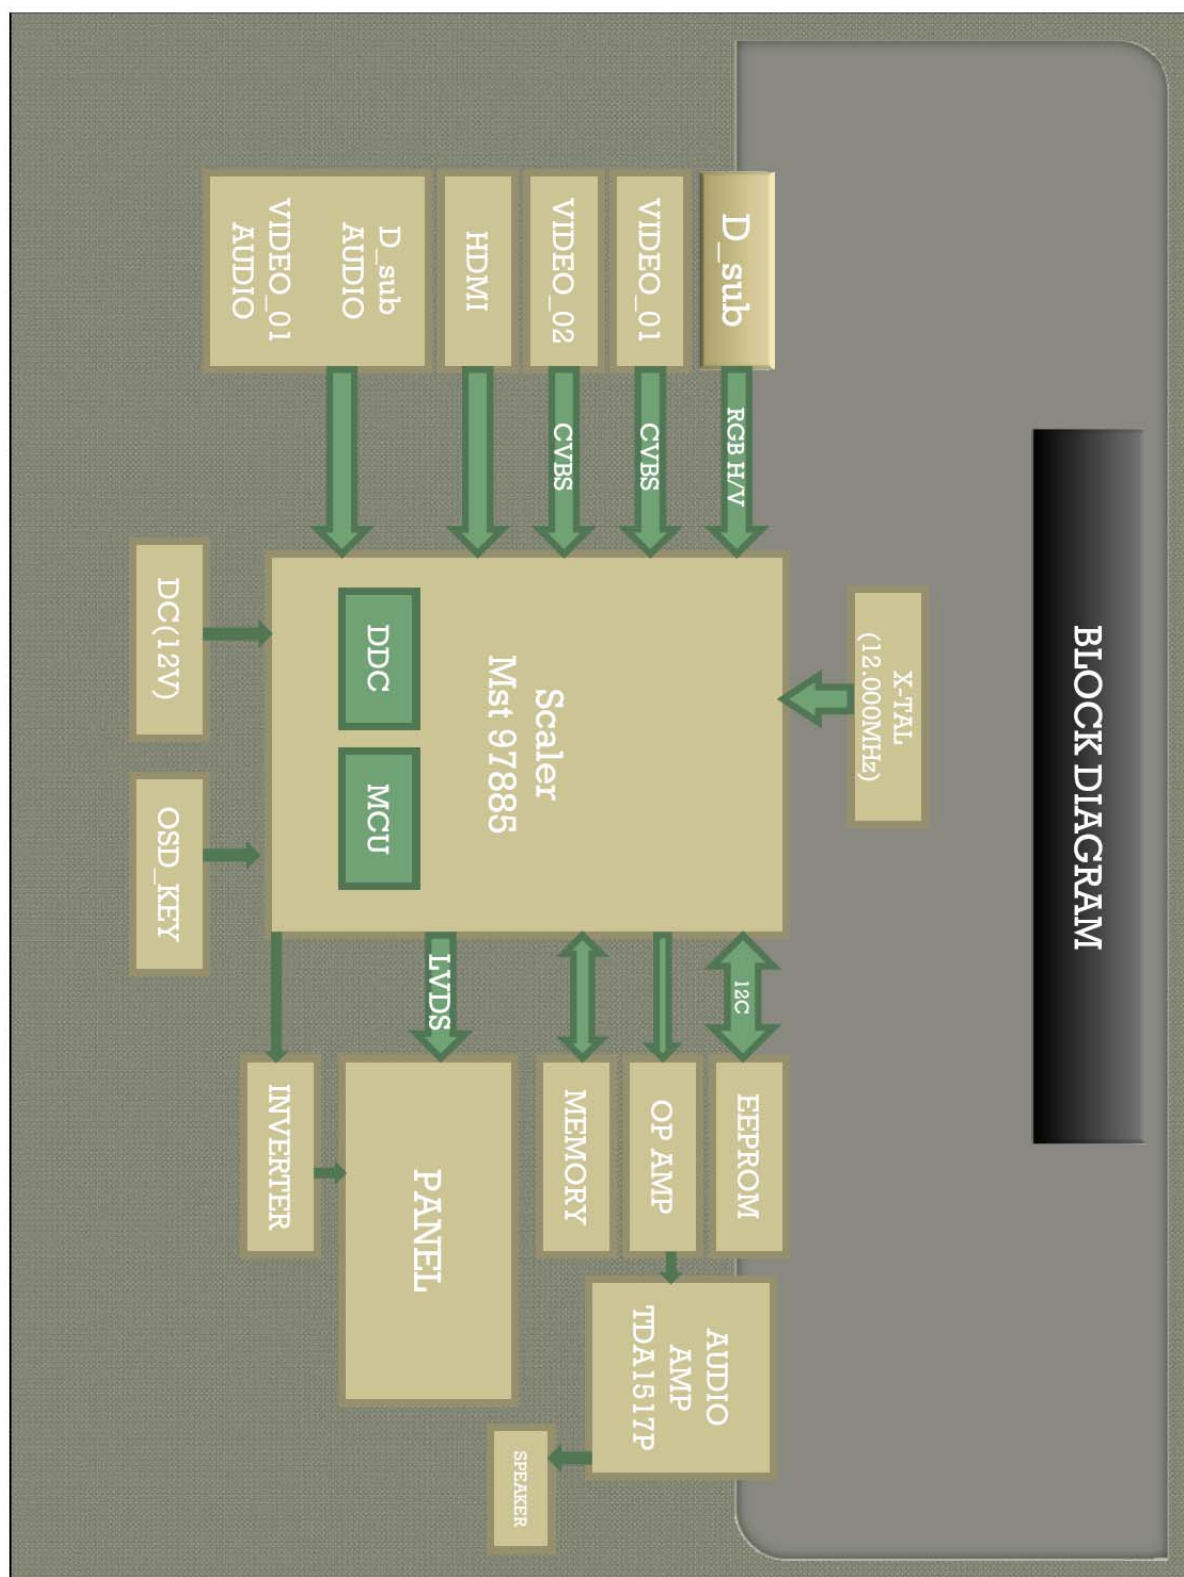 BLOCK DIAGRAM
X-TAL
(12.000MHz)
D_sub
RGB H/V
VIDEO_01
CVBS
VIDEO_02
CVBS
HDMI
D_sub
AUDIO
VIDEO_01
AUDIO
Scaler
Mst 97885
DDC
MCU
DC(12V)
OSD_KEY
12C
EEPROM
OP AMP
MEMORY
LVDS
PANEL
INVERTER
AUDIO
AMP
TDA1517P
SPEAKER